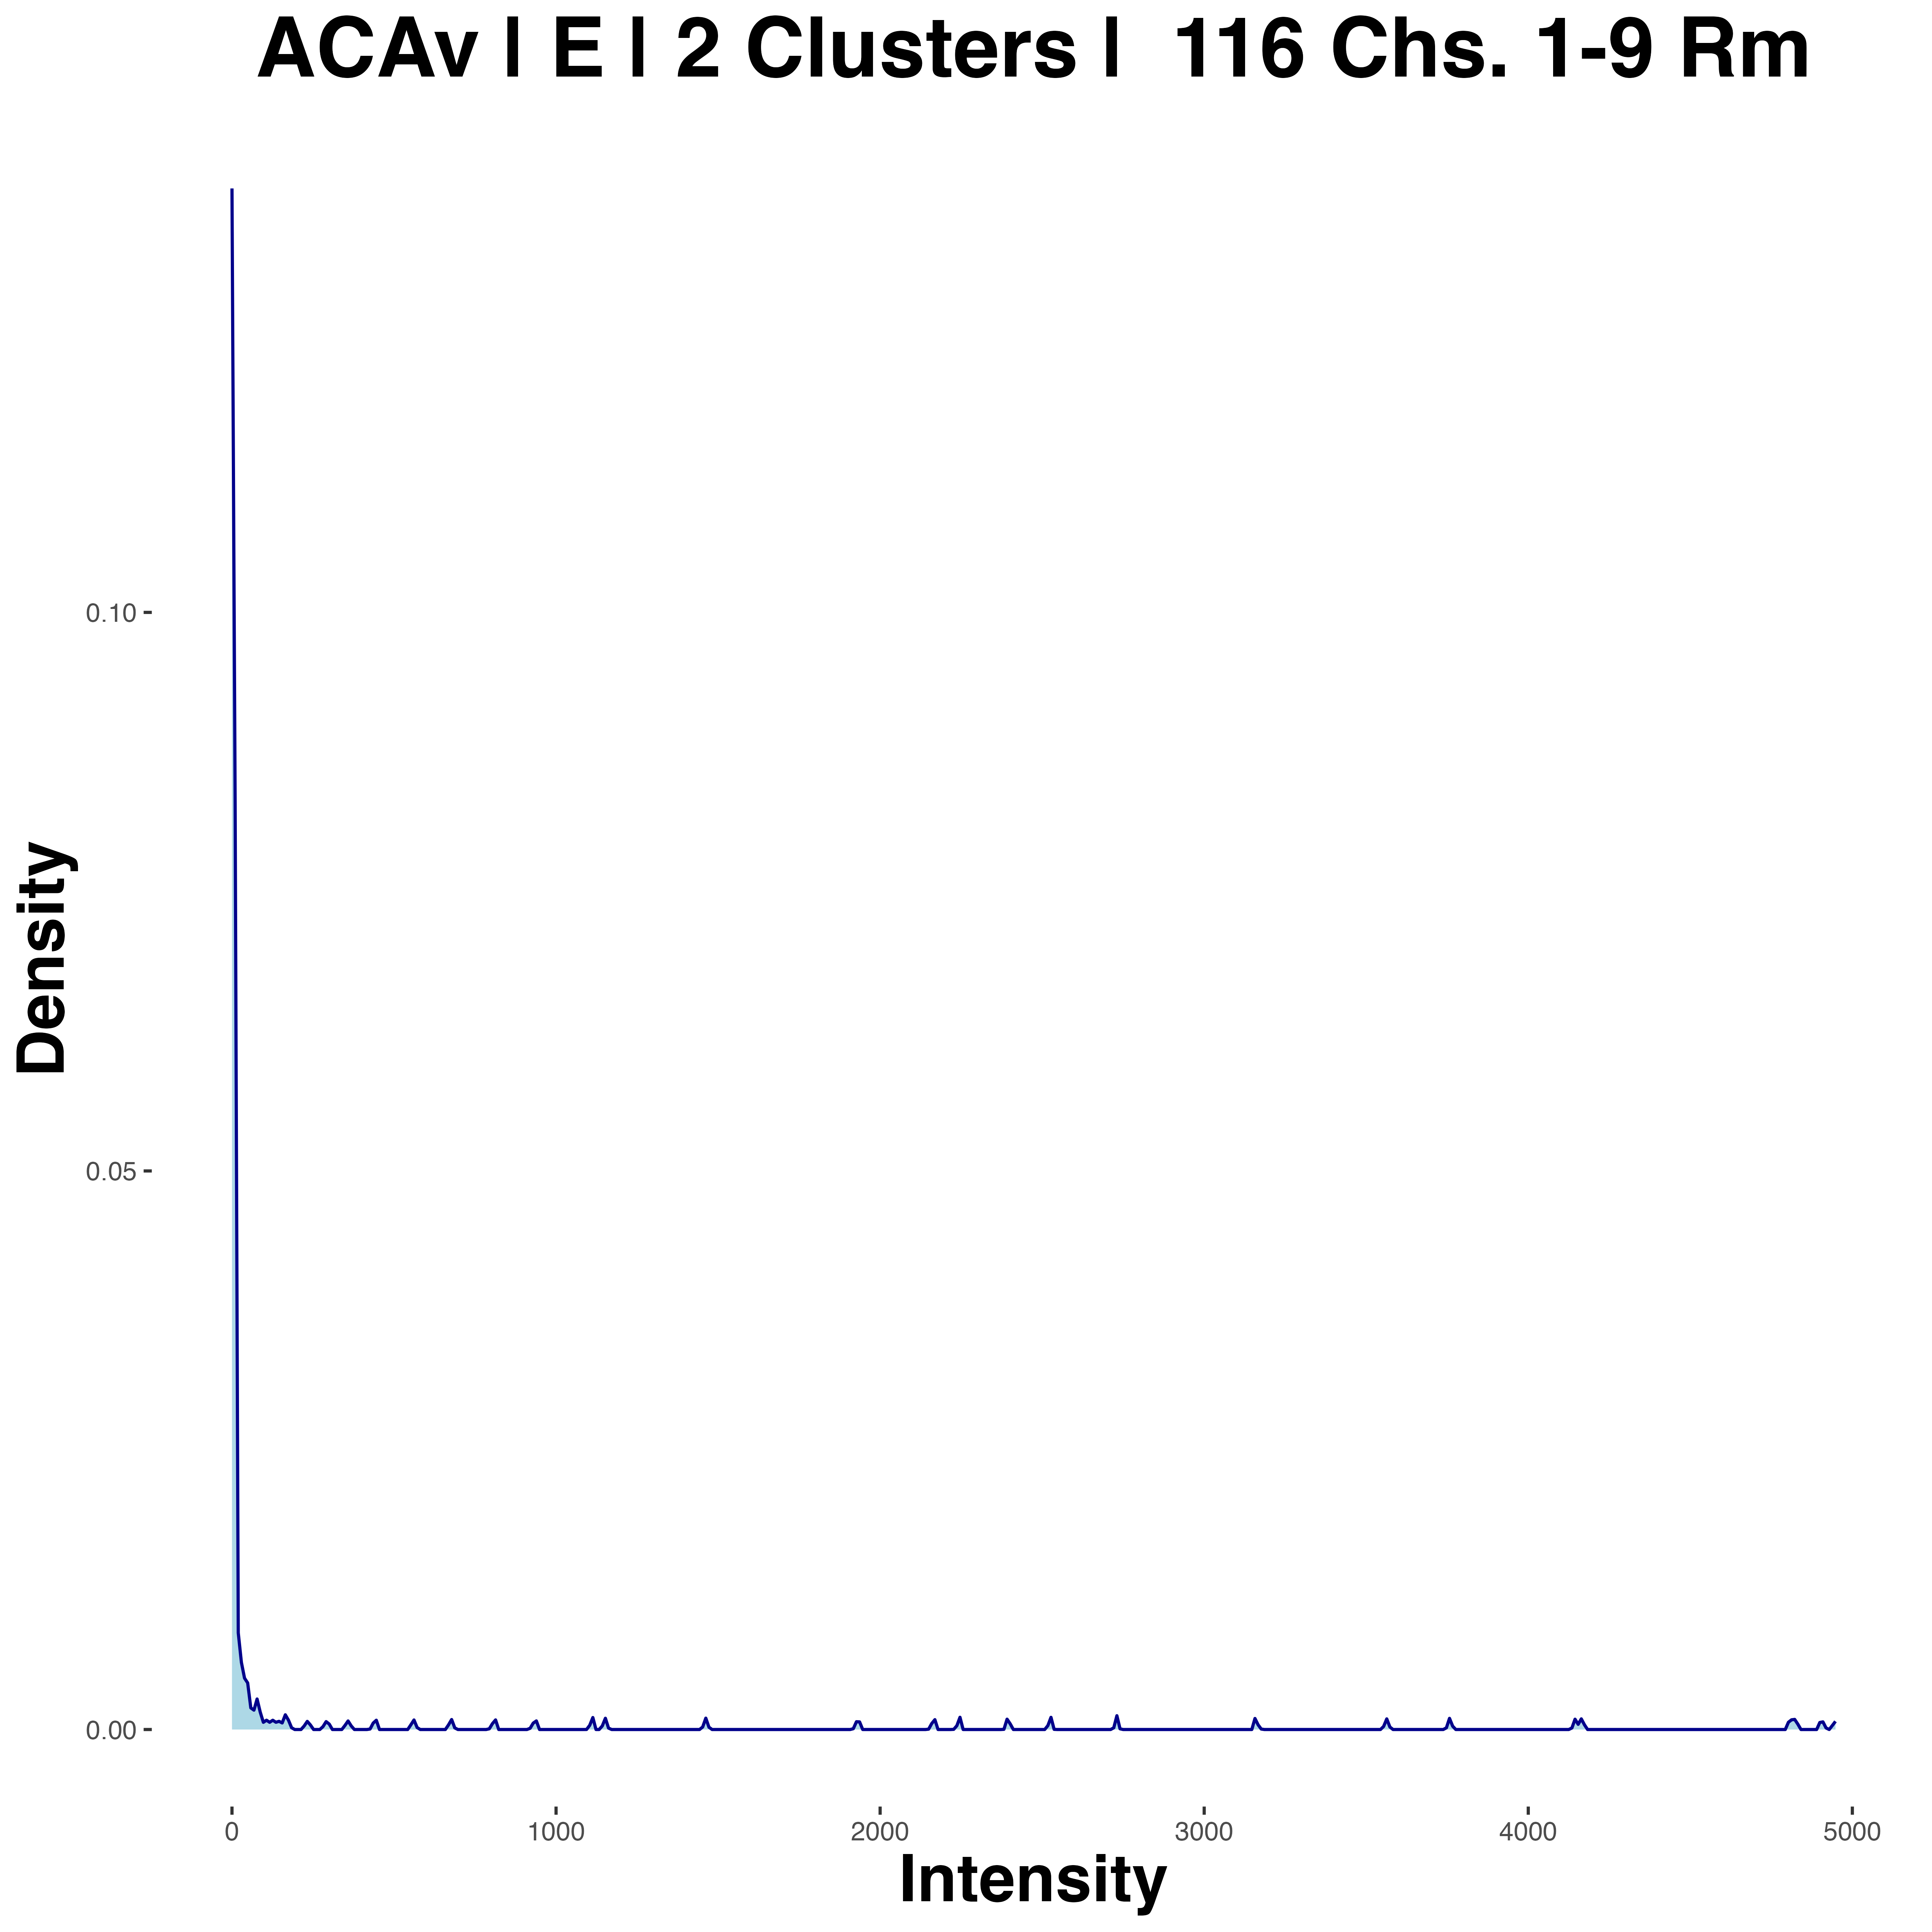 ACAv | E | 2 Clusters |  116 Chs. 1-9 Rm
Density
0.10
0.05
0.00
0 1000 2000 3000 4000 5000
Intensity